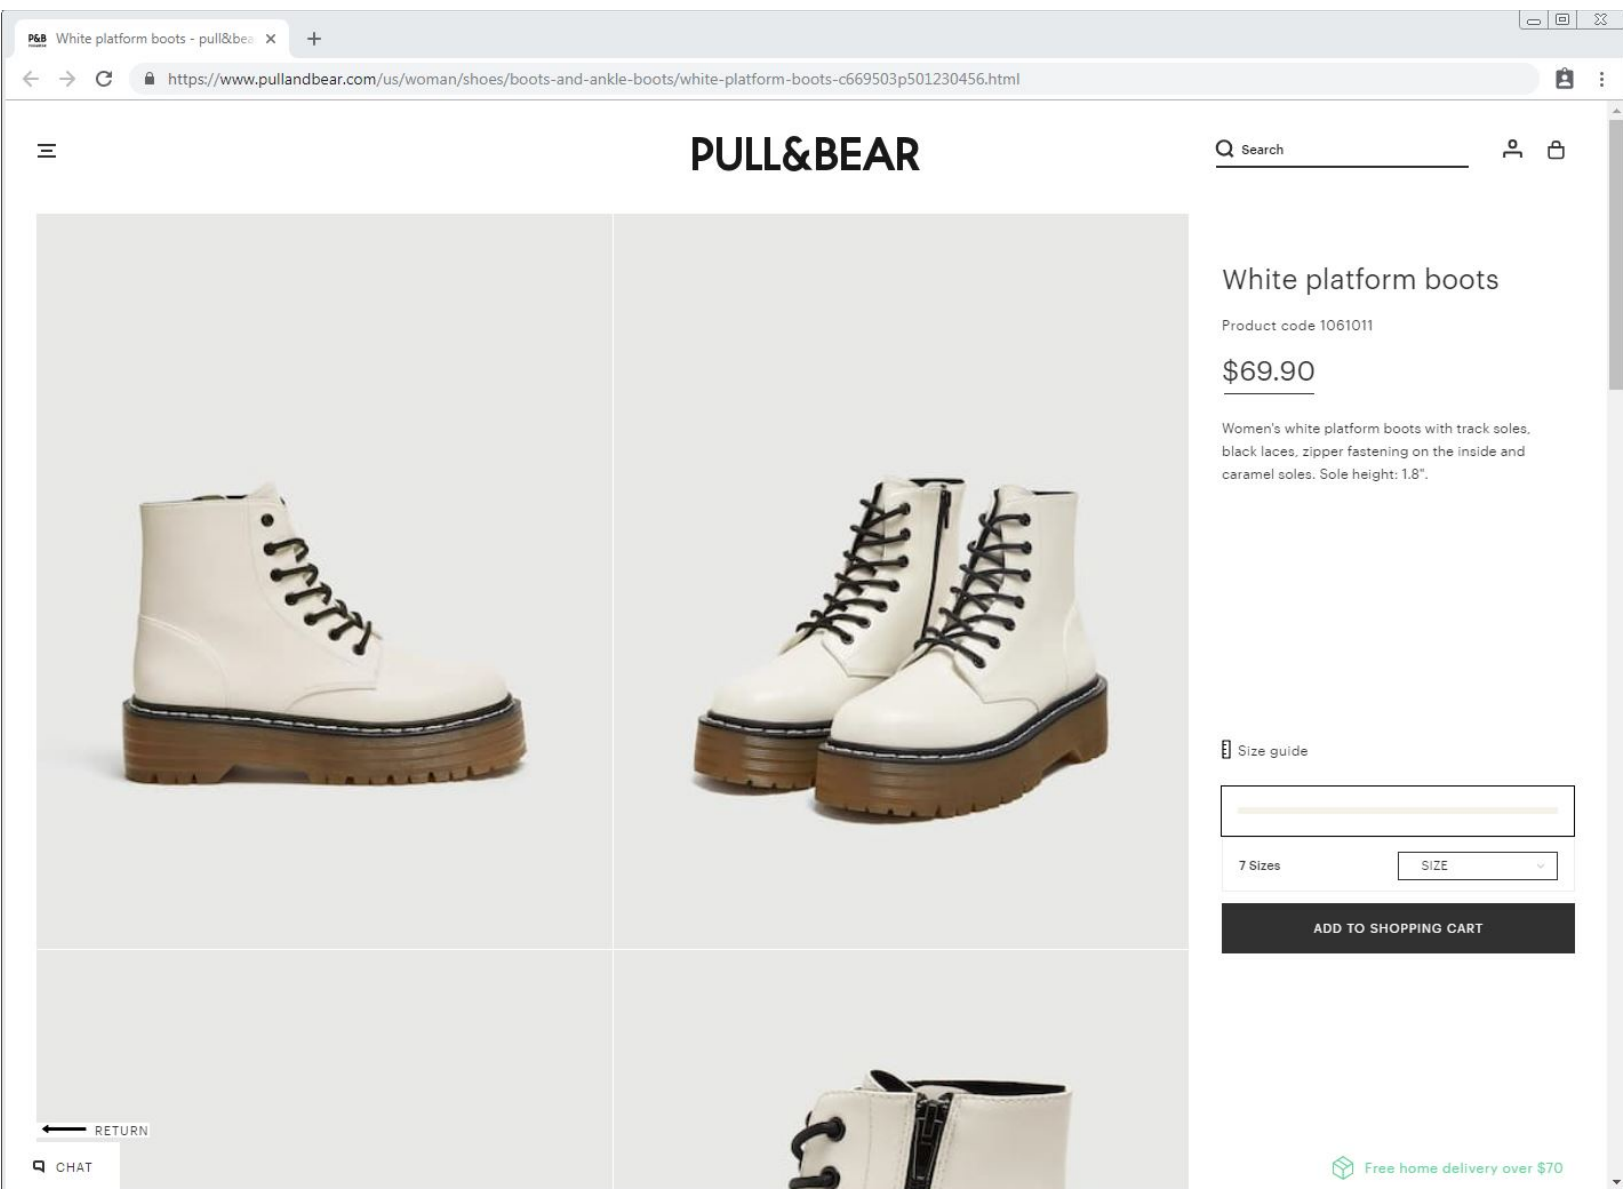 P&B
White platform boots - pull&bea
https://www.pullandbear.com/us/woman/shoes/boots-and-ankle-boots/white-platform-boots-c669503p501230456.html
PULL&BEAR
Search
White platform boots
Product code 1061011
$69.90
Women's white platform boots with track soles,
black laces, zipper fastening on the inside and
caramel soles. Sole height: 1.8".
Size guide
7 Sizes
SIZE
ADD TO SHOPPING CART
RETURN
CHAT
Free home delivery over $70